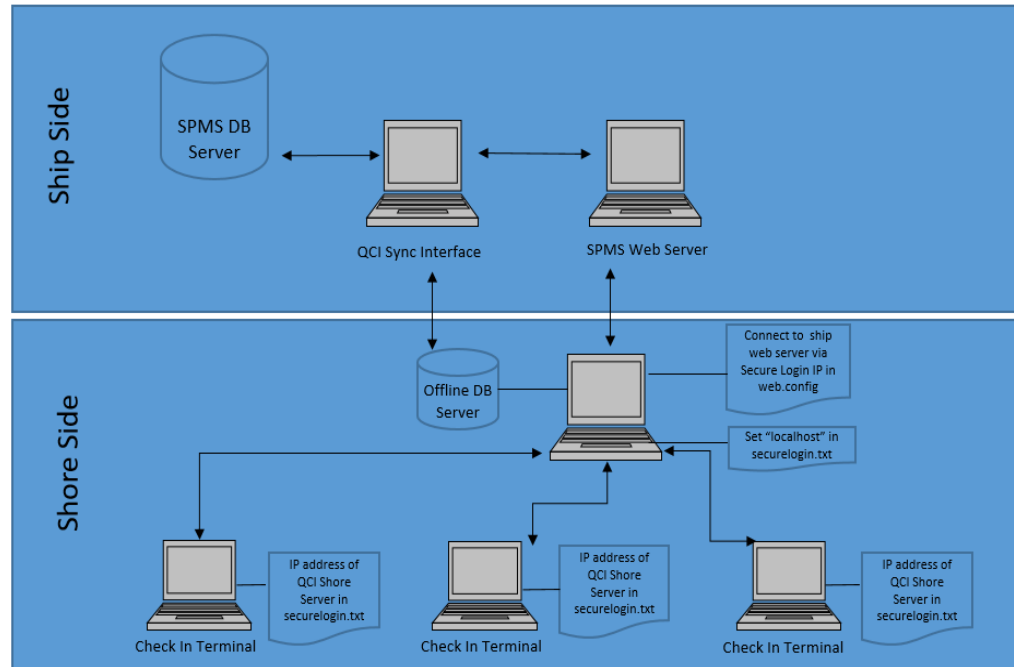 Ship Side
SPMS DB
Server
QCI Sync Interface
SPMS Web Server
Shore Side
Offline DB
Server
Connect to ship
web server via
Secure Login IP in
web.config
Set “localhost” in
securelogin.txt
IP address of
QCI Shore
Server in
securelogin.txt
Check In Terminal
IP address of
QCI Shore
Server in
securelogin.txt
Check In Terminal
IP address of
QCI Shore
Server in
securelogin.txt
Check In Terminal